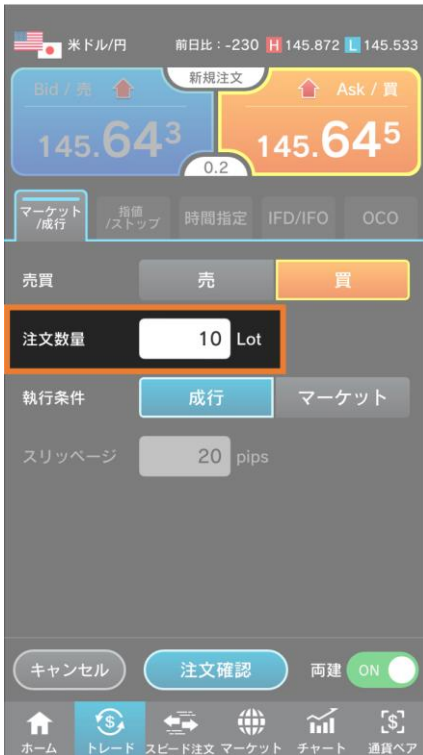 米ドル/円 前日比：-230 H 145.872 L 145.533
Bid / 売 新規注文 Ask / 買
145.643 145.645
0.2
マーケット/成行 指値/ストップ 時間指定 IFD/IFO OCO
売買 売 買
注文数量 10 Lot
執行条件 成行 マーケット
スリッページ 20 pips
キャンセル 注文確認 両建 ON
ホーム トレード スピード注文 マーケット チャート 通貨ペア